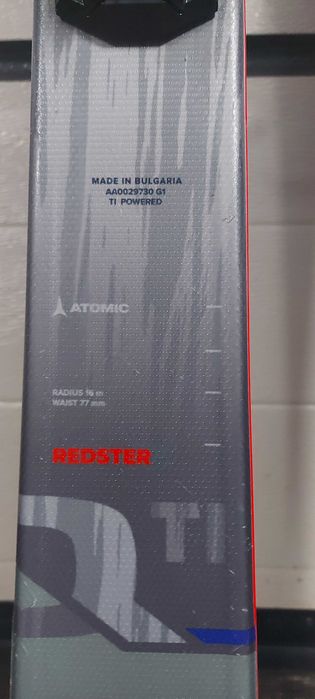 MADE IN BULGARIA
AA0029730 G1
TI POWERED
ATOMIC
RADIUS 16 m
WAIST 77 mm
REDSTER
TI